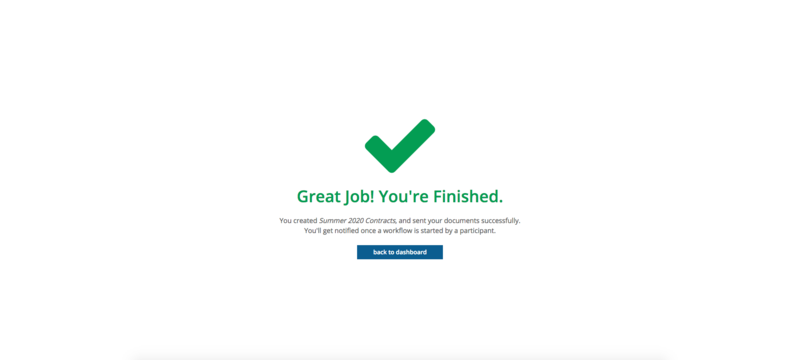 Great Job! You're Finished.
You created Summer 2020 Contracts, and sent your documents successfully.
You'll get notified once a workflow is started by a participant.
back to dashboard